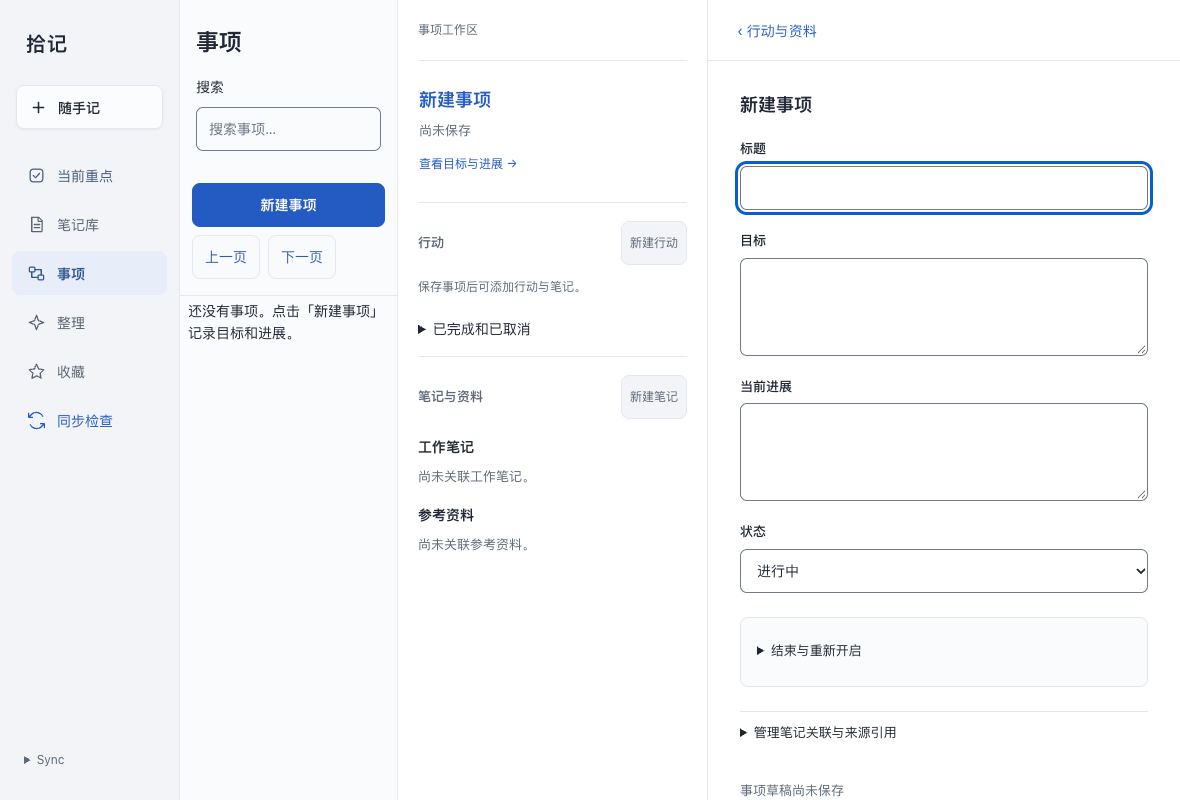 拾记
+ 随手记
当前重点
笔记库
事项
整理
收藏
同步检查
Sync
事项
搜索
搜索事项...
新建事项
上一页
下一页
还没有事项。点击「新建事项」
记录目标和进展。
事项工作区
新建事项
尚未保存
查看目标与进展 →
行动
新建行动
保存事项后可添加行动与笔记。
已完成和已取消
笔记与资料
新建笔记
工作笔记
尚未关联工作笔记。
参考资料
尚未关联参考资料。
‹ 行动与资料
新建事项
标题
目标
当前进展
状态
进行中
结束与重新开启
管理笔记关联与来源引用
事项草稿尚未保存